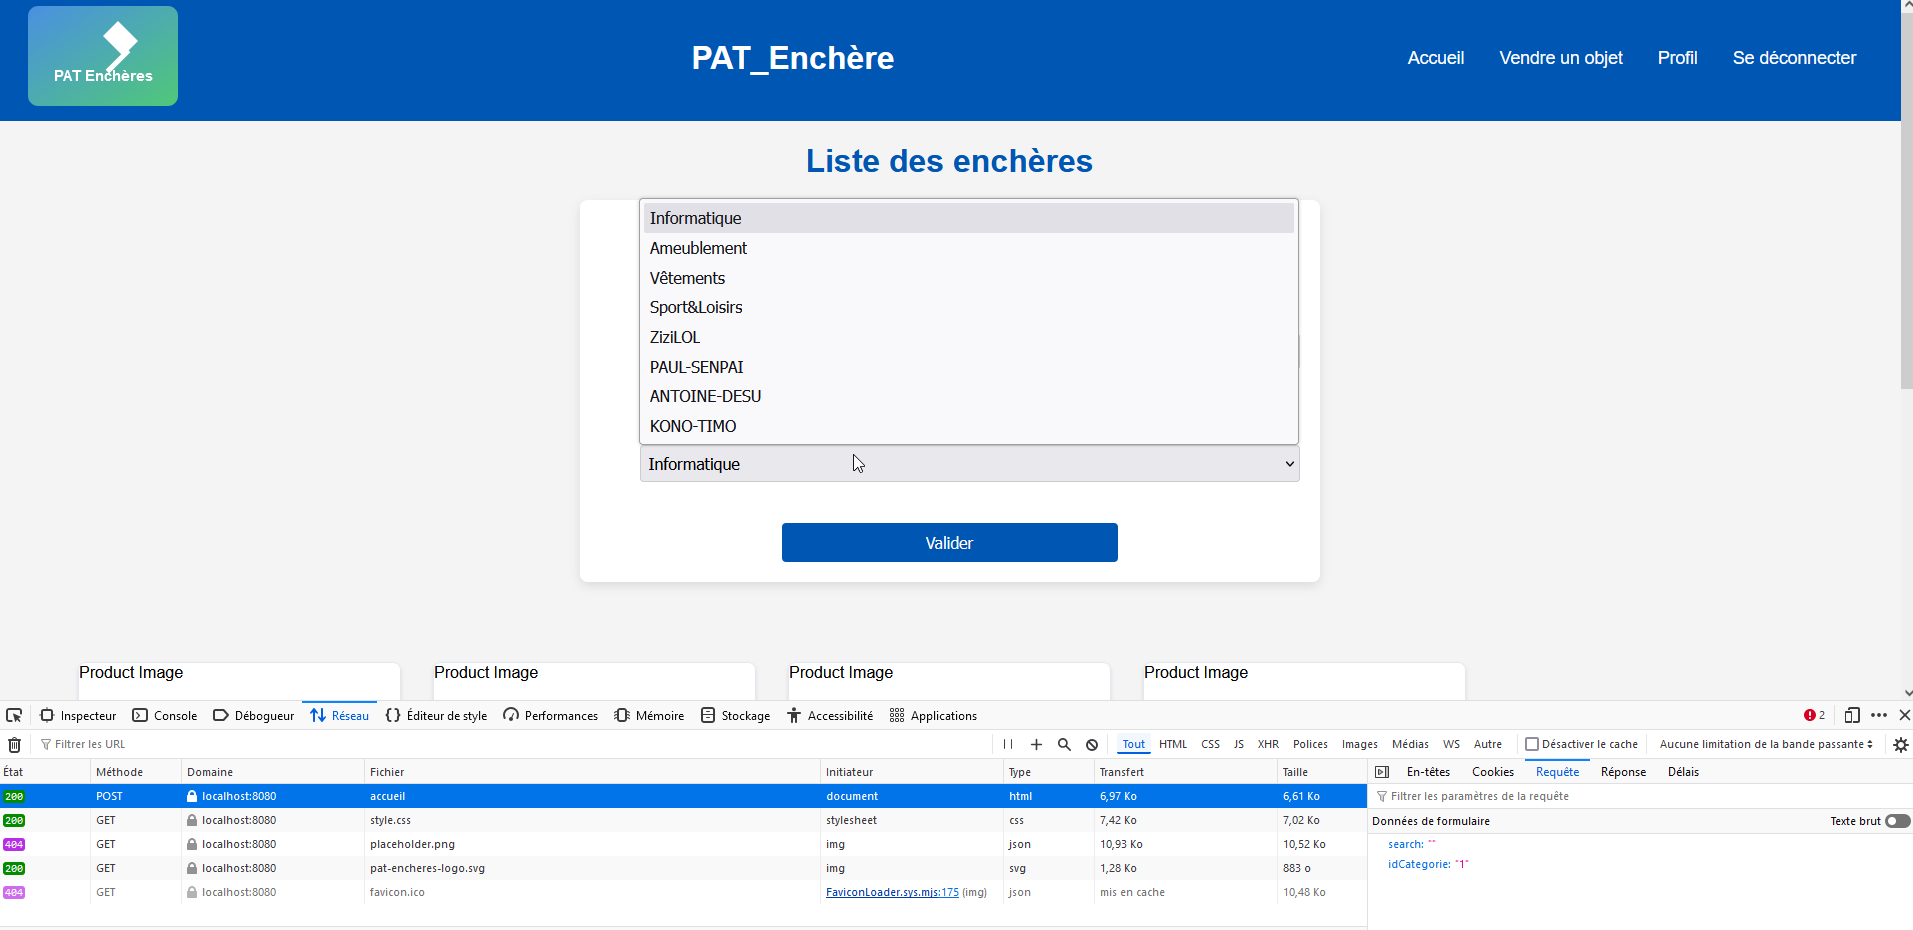 PAT Enchères
PAT_Enchère
Accueil Vendre un objet Profil Se déconnecter
Liste des enchères
Informatique
Ameublement
Vêtements
Sport&Loisirs
ZiziLOL
PAUL-SENPAI
ANTOINE-DESU
KONO-TIMO
Informatique
Valider
Product Image Product Image Product Image Product Image
Inspecteur Console Débogueur Réseau Éditeur de style Performances Mémoire Stockage Accessibilité Applications 2
Filtrer les URL Tout HTML CSS JS XHR Polices Images Médias WS Autre Désactiver le cache Aucune limitation de la bande passante
État Méthode Domaine Fichier Initiateur Type Transfert Taille
200 POST localhost:8080 accueil document html 6,97 Ko 6,61 Ko
200 GET localhost:8080 style.css stylesheet css 7,42 Ko 7,02 Ko
404 GET localhost:8080 placeholder.png img json 10,93 Ko 10,52 Ko
200 GET localhost:8080 pat-encheres-logo.svg img svg 1,28 Ko 883 o
404 GET localhost:8080 favicon.ico FaviconLoader.sys.mjs:175 (img) json mis en cache 10,48 Ko
En-têtes Cookies Requête Réponse Délais
Filtrer les paramètres de la requête
Données de formulaire Texte brut
search: ""
idCategorie: "1"